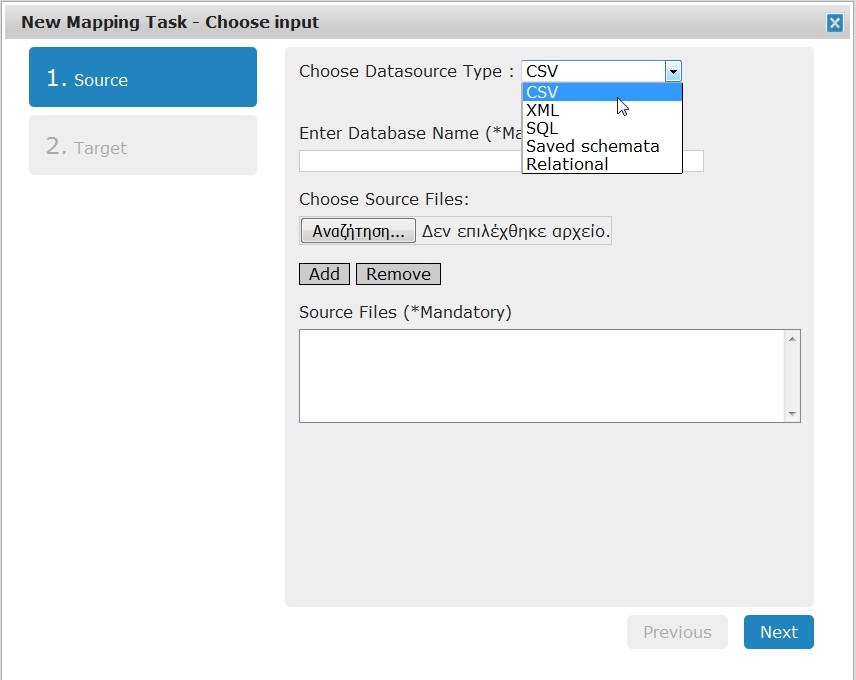 New Mapping Task - Choose input
1. Source
2. Target
Choose Datasource Type : CSV
CSV
XML
SQL
Saved schemata
Relational
Enter Database Name (*Ma
Choose Source Files:
Αναζήτηση... Δεν επιλέχθηκε αρχείο.
Add Remove
Source Files (*Mandatory)
Previous Next